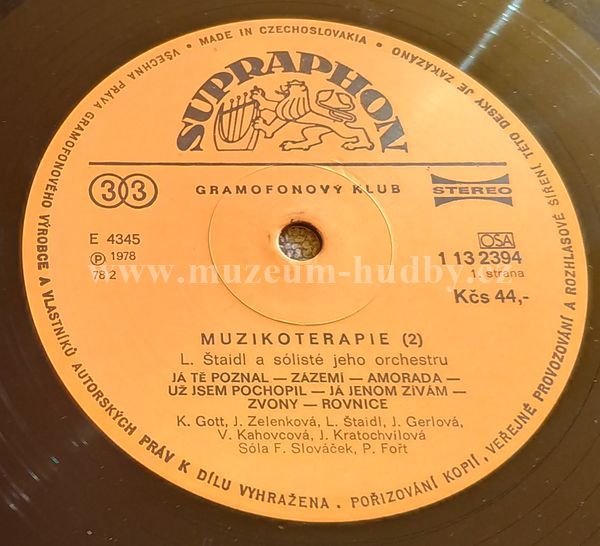 VŠECHNA PRÁVA GRAMOFONOVÉHO VÝROBCE A VLASTNÍKŮ AUTORSKÝCH PRÁV K DÍLU VYHRAŽENA. POŘIZOVÁNÍ KOPIÍ, VEŘEJNÉ PROVOZOVÁNÍ A ROZHLASOVÉ ŠÍŘENÍ TÉTO DESKY JE ZAKÁZÁNO • MADE IN CZECHOSLOVAKIA •
SUPRAPHON
33 GRAMOFONOVÝ KLUB STEREO
E 4345
Ⓟ 1978
78 2
OSA
1 13 2394
1. strana
Kčs 44,-
www.muzeum-hudby.cz
MUZIKOTERAPIE (2)
L. Štaidl a sólisté jeho orchestru
JÁ TĚ POZNAL — ZÁZEMÍ — AMORADA —
UŽ JSEM POCHOPIL — JÁ JENOM ZÍVÁM —
ZVONY — ROVNICE
K. Gott, J. Zelenková, L. Štaidl, J. Gerlová,
V. Kahovcová, J. Kratochvílová
Sóla F. Slováček, P. Fořt